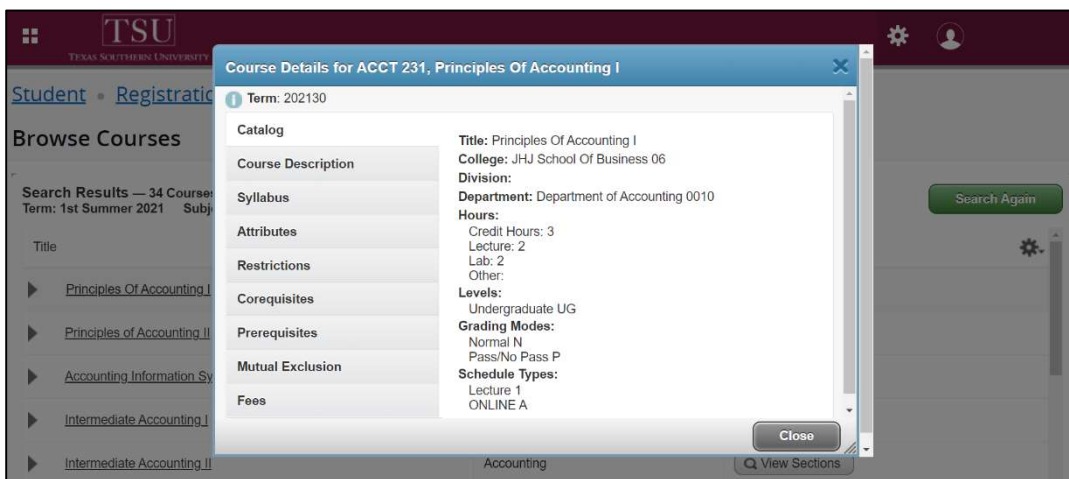 TSU
TEXAS SOUTHERN UNIVERSITY
Course Details for ACCT 231, Principles Of Accounting I
Student • Registratio
Term: 202130
Browse Courses
Catalog
Course Description
Syllabus
Attributes
Restrictions
Corequisites
Prerequisites
Mutual Exclusion
Fees
Title: Principles Of Accounting I
College: JHJ School Of Business 06
Division:
Department: Department of Accounting 0010
Hours:
Credit Hours: 3
Lecture: 2
Lab: 2
Other:
Levels:
Undergraduate UG
Grading Modes:
Normal N
Pass/No Pass P
Schedule Types:
Lecture 1
ONLINE A
Close
Search Results — 34 Courses
Term: 1st Summer 2021 Subj
Search Again
Title
Principles Of Accounting I
Principles of Accounting II
Accounting Information Sy
Intermediate Accounting I
Intermediate Accounting II
Accounting
View Sections